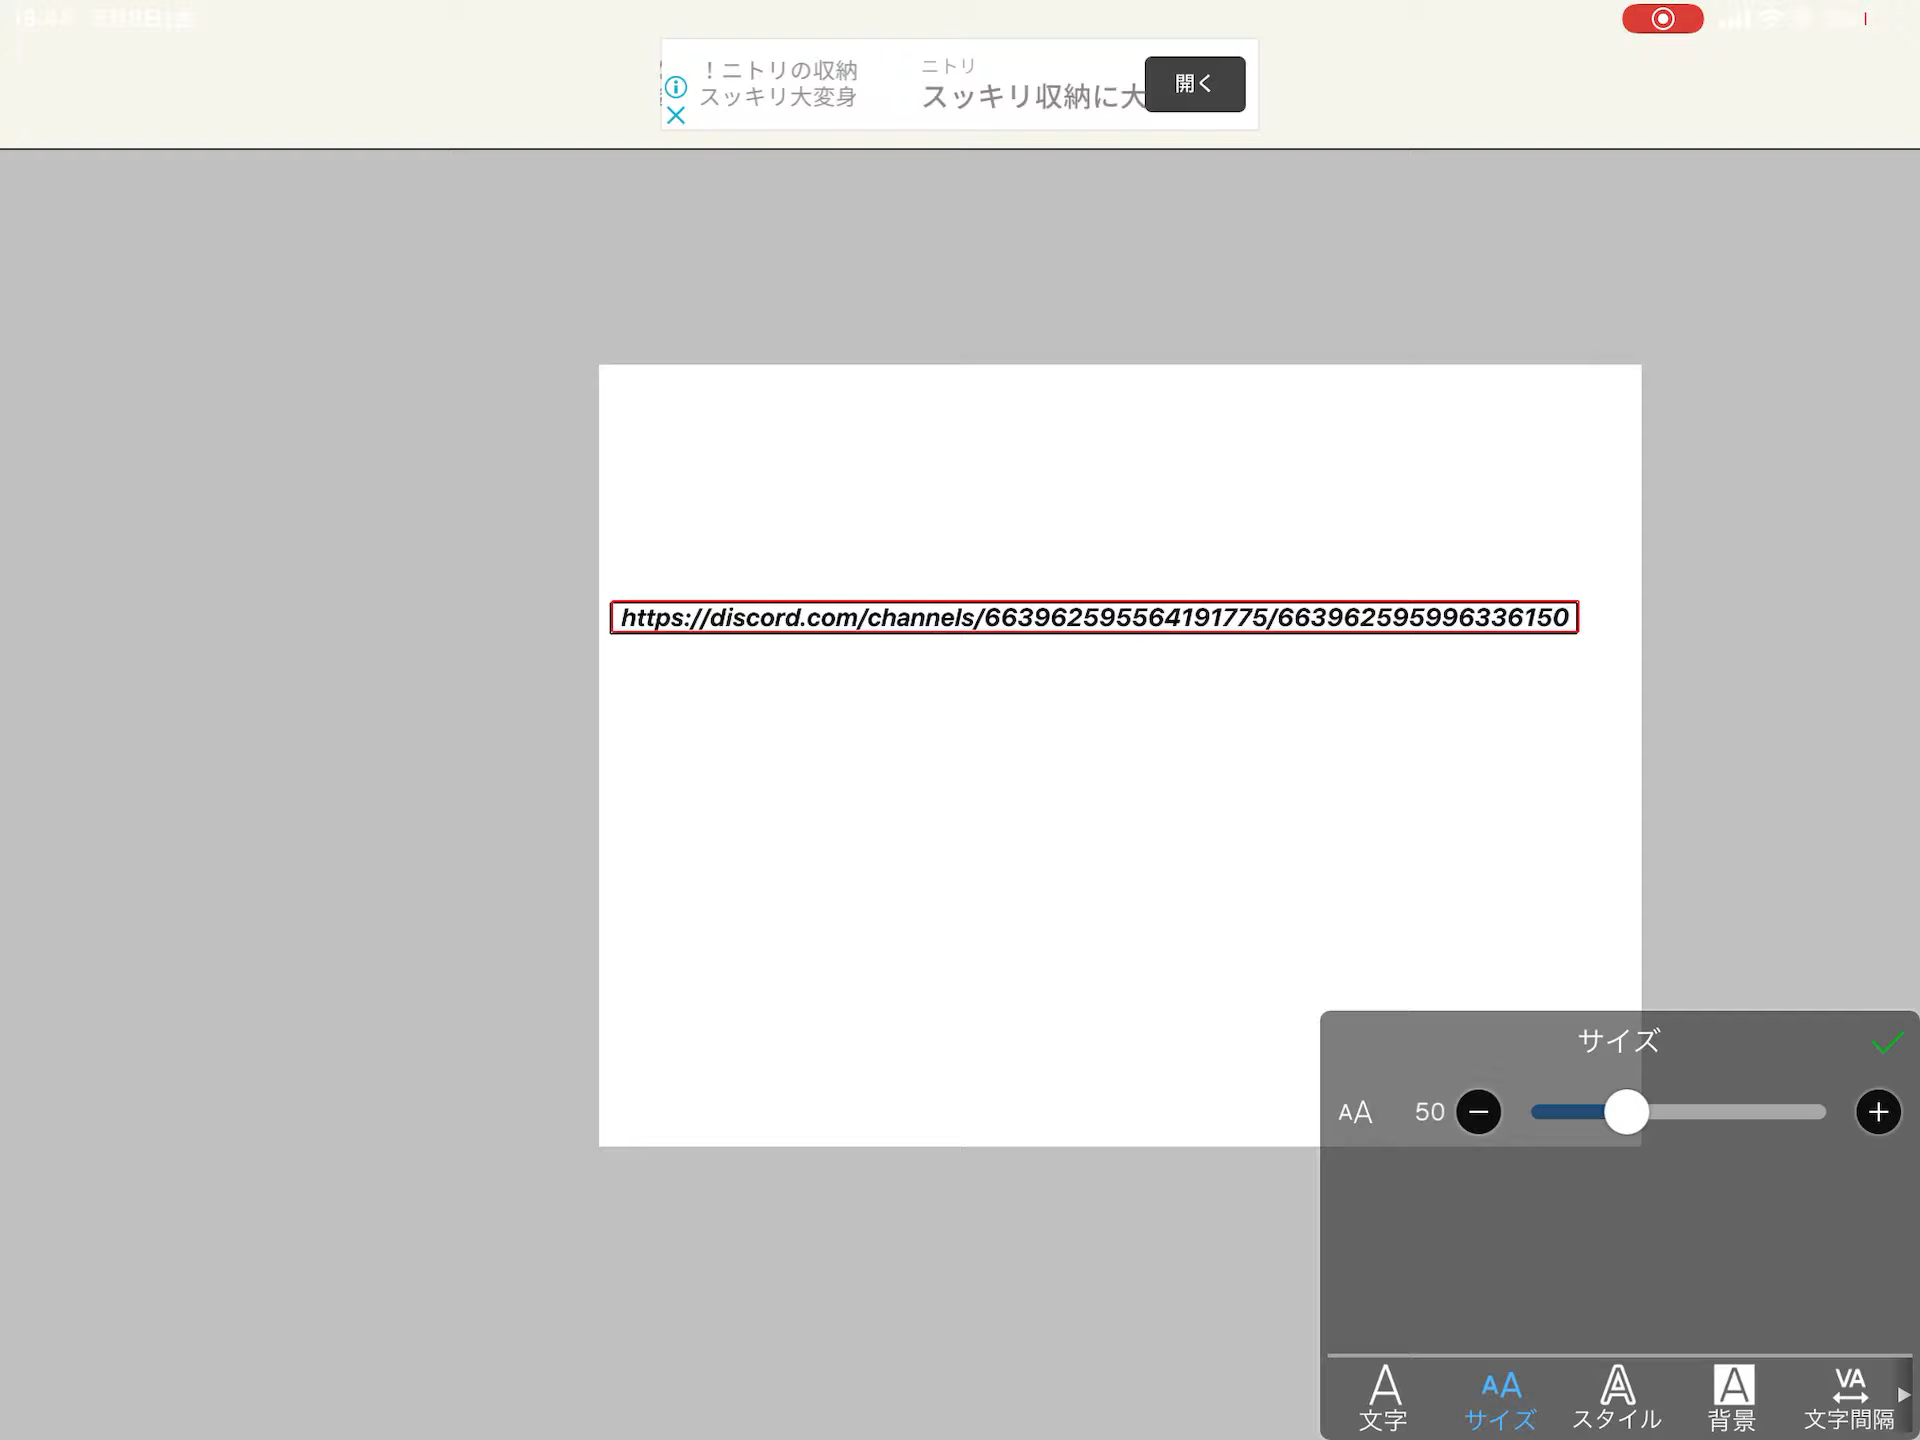 ！ニトリの収納
スッキリ大変身
ニトリ
スッキリ収納に大
開く
https://discord.com/channels/663962595564191775/663962595996336150
サイズ
AA 50
A AA A A VA
文字 サイズ スタイル 背景 文字間隔